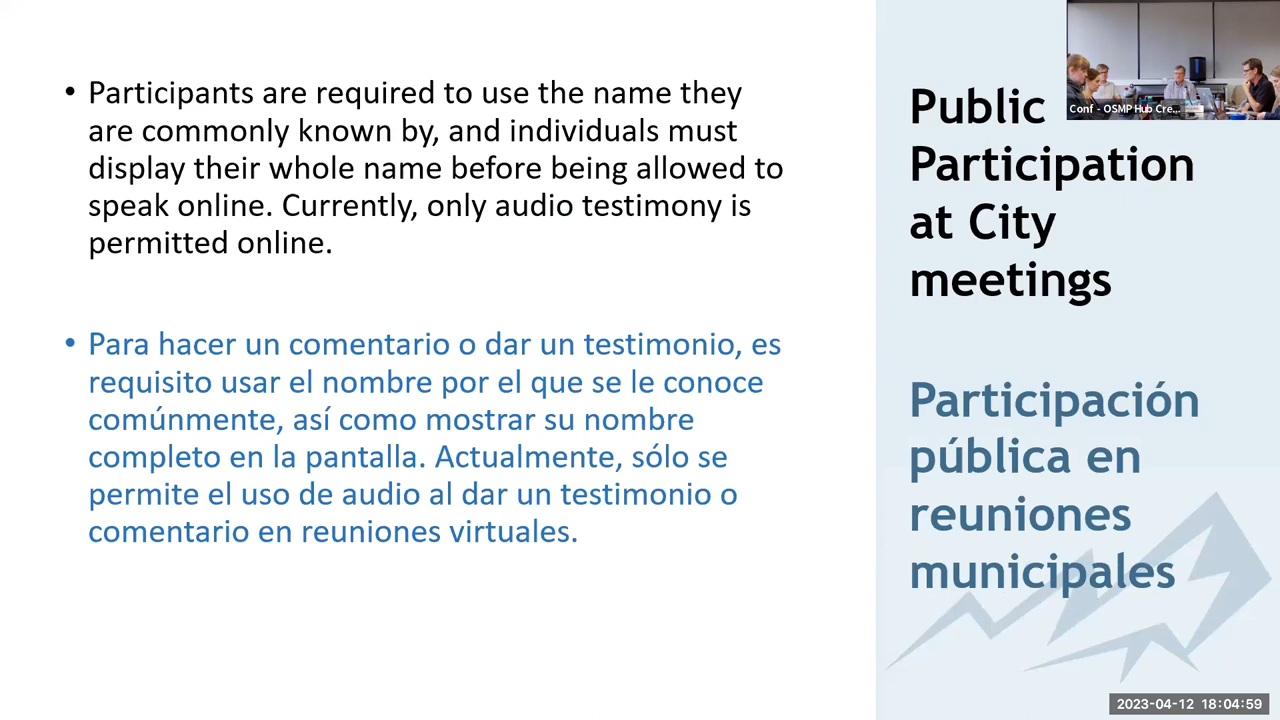 • Participants are required to use the name they
are commonly known by, and individuals must
display their whole name before being allowed to
speak online. Currently, only audio testimony is
permitted online.
• Para hacer un comentario o dar un testimonio, es
requisito usar el nombre por el que se le conoce
comúnmente, así como mostrar su nombre
completo en la pantalla. Actualmente, sólo se
permite el uso de audio al dar un testimonio o
comentario en reuniones virtuales.
Public
Participation
at City
meetings
Participación
pública en
reuniones
municipales
Conf - OSMP Hub Cre...
2023-04-12 18:04:59